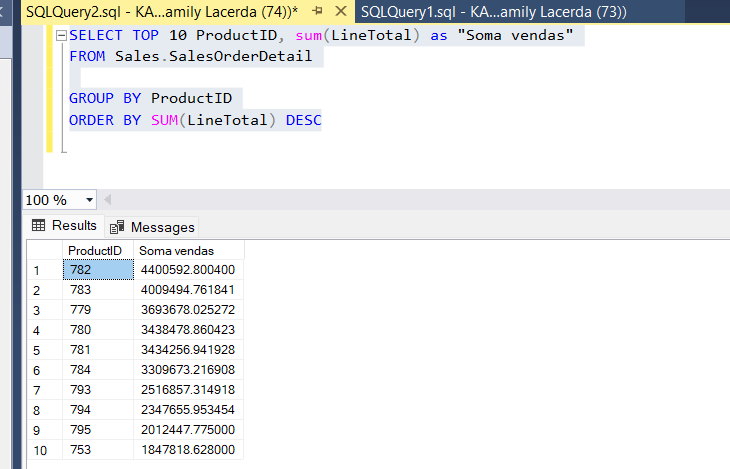 SQLQuery2.sql - KA...amily Lacerda (74))* SQLQuery1.sql - KA...amily Lacerda (73))
SELECT TOP 10 ProductID, sum(LineTotal) as "Soma vendas"
FROM Sales.SalesOrderDetail
GROUP BY ProductID
ORDER BY SUM(LineTotal) DESC
100 %
Results Messages
ProductID Soma vendas
1 782 4400592.800400
2 783 4009494.761841
3 779 3693678.025272
4 780 3438478.860423
5 781 3434256.941928
6 784 3309673.216908
7 793 2516857.314918
8 794 2347655.953454
9 795 2012447.775000
10 753 1847818.628000